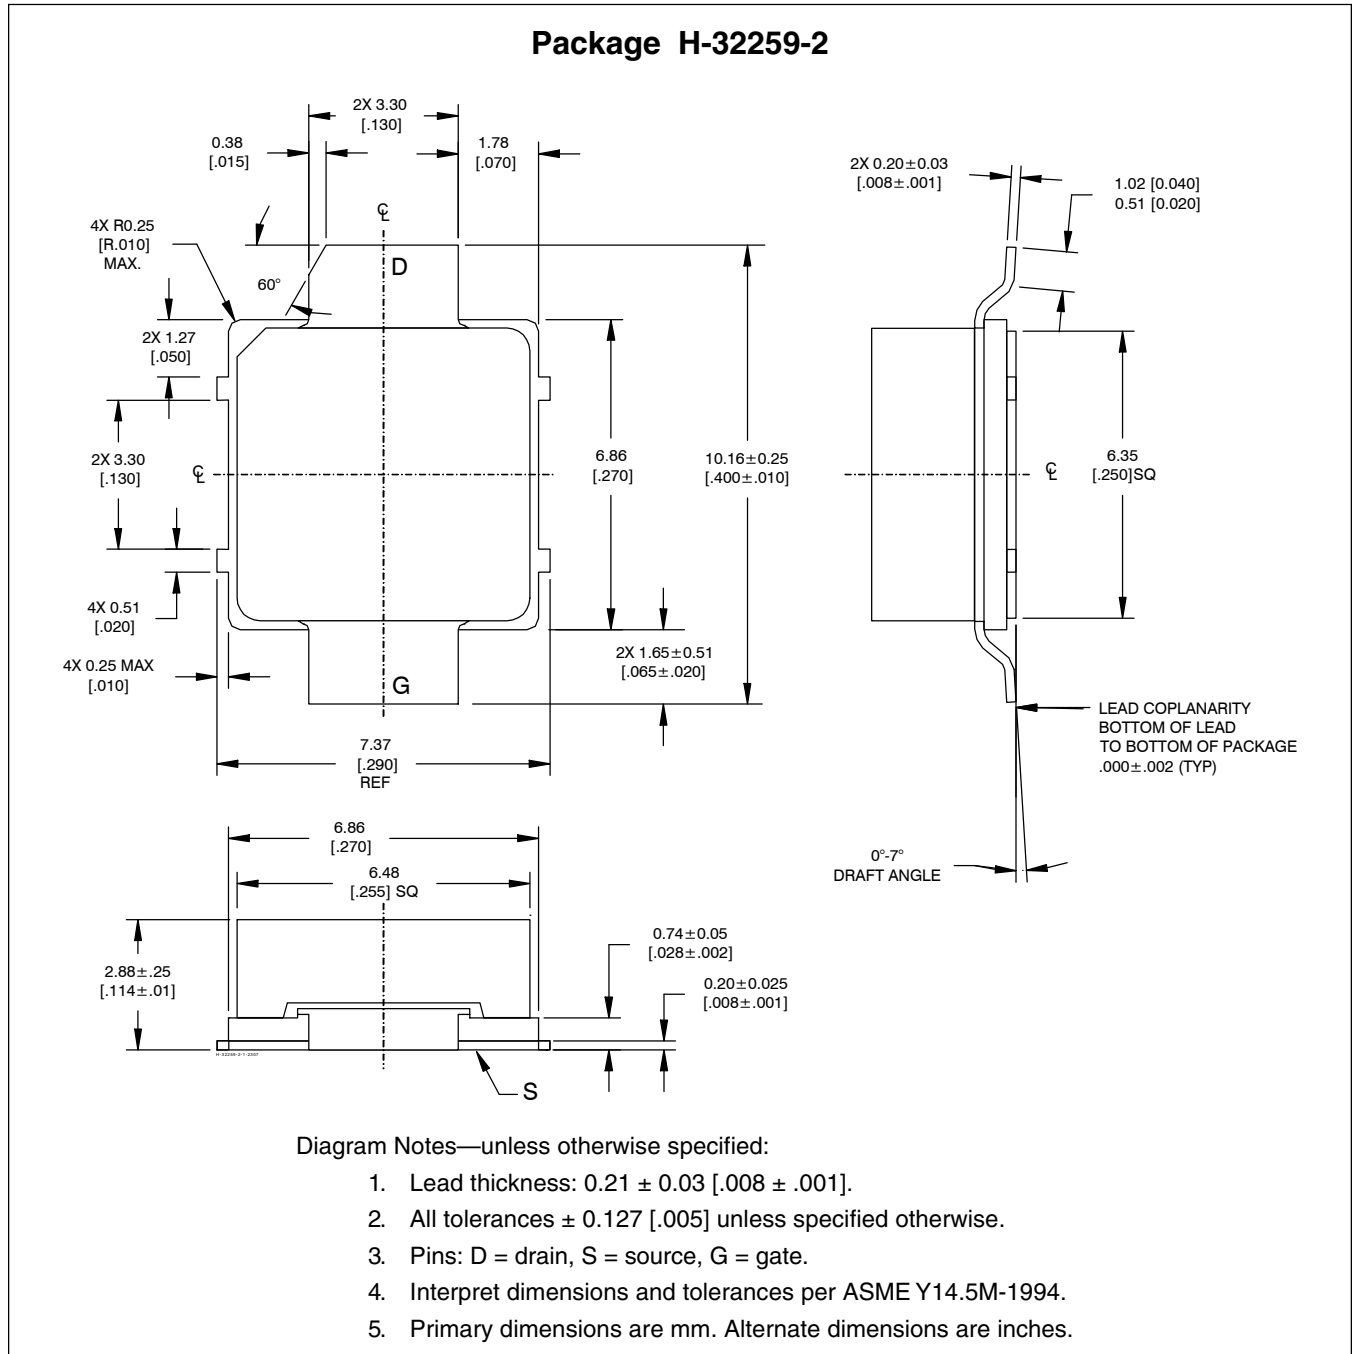 Package H-32259-2
2X 3.30
[.130]
0.38
[.015]
1.78
[.070]
℄
4X R0.25
[R.010]
MAX.
D
60°
2X 1.27
[.050]
2X 3.30
[.130]
℄
6.86
[.270]
10.16±0.25
[.400±.010]
4X 0.51
[.020]
4X 0.25 MAX
[.010]
2X 1.65±0.51
[.065±.020]
G
7.37
[.290]
REF
2X 0.20±0.03
[.008±.001]
1.02 [0.040]
0.51 [0.020]
℄
6.35
[.250]SQ
LEAD COPLANARITY
BOTTOM OF LEAD
TO BOTTOM OF PACKAGE
.000±.002 (TYP)
0°-7°
DRAFT ANGLE
6.86
[.270]
6.48
[.255] SQ
2.88±.25
[.114±.01]
0.74±0.05
[.028±.002]
0.20±0.025
[.008±.001]
H-32259-2-1-2307
S
Diagram Notes—unless otherwise specified:
1. Lead thickness: 0.21 ± 0.03 [.008 ± .001].
2. All tolerances ± 0.127 [.005] unless specified otherwise.
3. Pins: D = drain, S = source, G = gate.
4. Interpret dimensions and tolerances per ASME Y14.5M-1994.
5. Primary dimensions are mm. Alternate dimensions are inches.